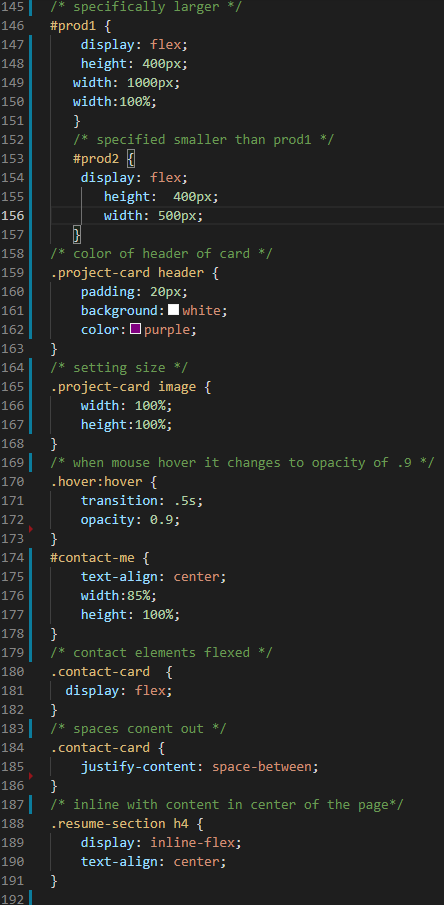 145 /* specifically larger */
146 #prod1 {
147 display: flex;
148 height: 400px;
149 width: 1000px;
150 width:100%;
151 }
152 /* specified smaller than prod1 */
153 #prod2 {
154 display: flex;
155 height:  400px;
156 width: 500px;
157 }
158 /* color of header of card */
159 .project-card header {
160 padding: 20px;
161 background: white;
162 color: purple;
163 }
164 /* setting size */
165 .project-card image {
166 width: 100%;
167 height:100%;
168 }
169 /* when mouse hover it changes to opacity of .9 */
170 .hover:hover {
171 transition: .5s;
172 opacity: 0.9;
173 }
174 #contact-me {
175 text-align: center;
176 width:85%;
177 height: 100%;
178 }
179 /* contact elements flexed */
180 .contact-card  {
181 display: flex;
182 }
183 /* spaces conent out */
184 .contact-card {
185 justify-content: space-between;
186 }
187 /* inline with content in center of the page*/
188 .resume-section h4 {
189 display: inline-flex;
190 text-align: center;
191 }
192